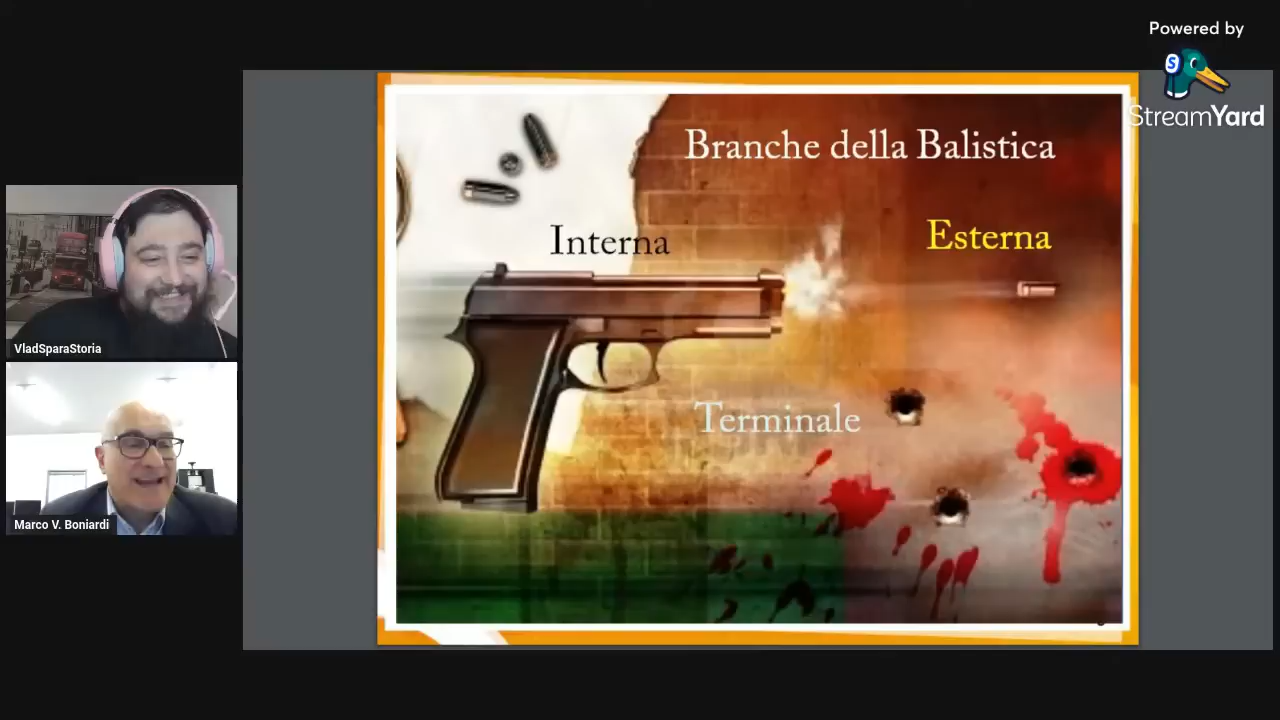 Powered by
S
StreamYard
Branche della Balistica
Interna
Esterna
Terminale
VladSparaStoria
Marco V. Boniardi